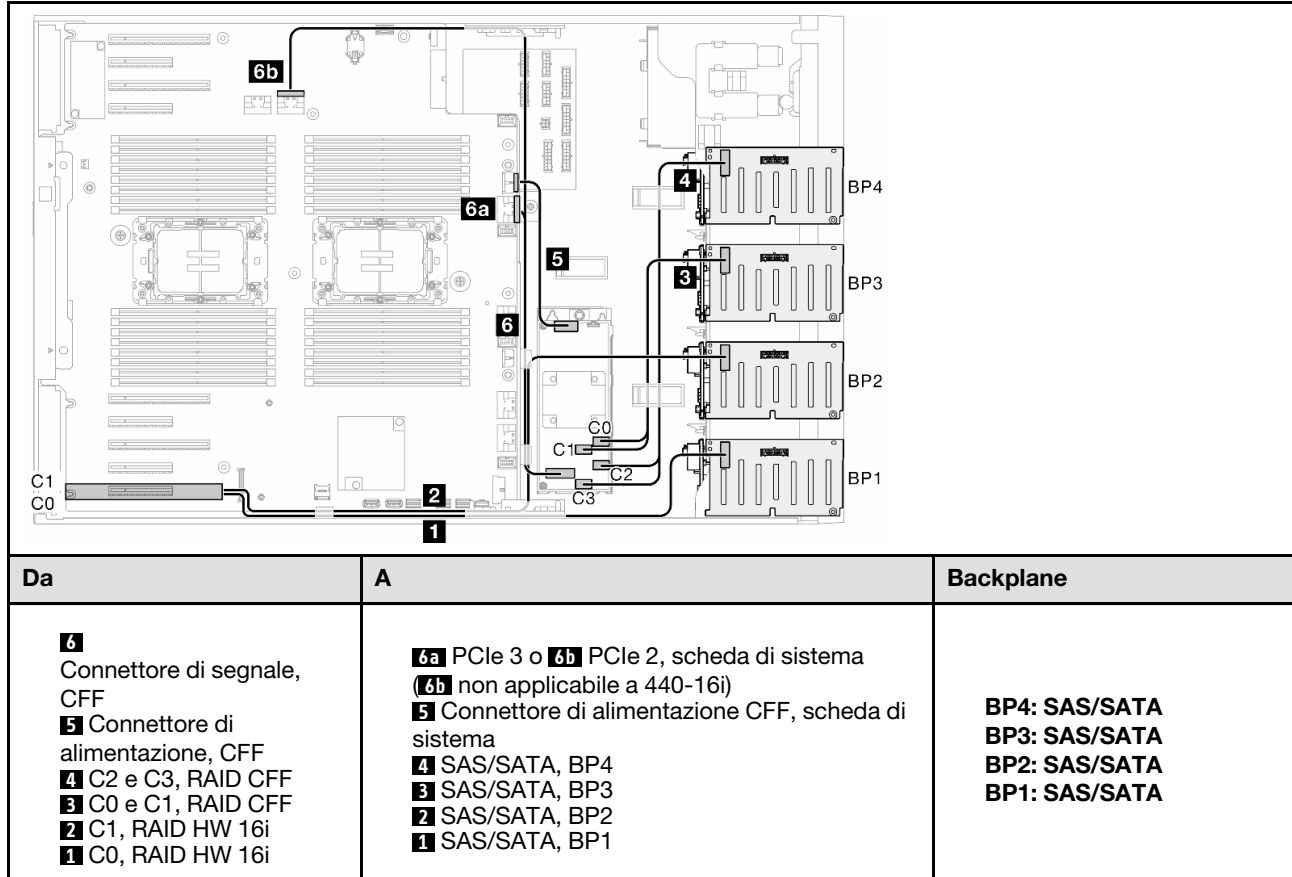 6b
6a
4
BP4
5
3
BP3
6
BP2
C0
C1
C2
C3
BP1
C1
C0
2
1
Da
A
Backplane
6
Connettore di segnale,
CFF
5 Connettore di
alimentazione, CFF
4 C2 e C3, RAID CFF
3 C0 e C1, RAID CFF
2 C1, RAID HW 16i
1 C0, RAID HW 16i
6a PCIe 3 o 6b PCIe 2, scheda di sistema
(6b non applicabile a 440-16i)
5 Connettore di alimentazione CFF, scheda di
sistema
4 SAS/SATA, BP4
3 SAS/SATA, BP3
2 SAS/SATA, BP2
1 SAS/SATA, BP1
BP4: SAS/SATA
BP3: SAS/SATA
BP2: SAS/SATA
BP1: SAS/SATA